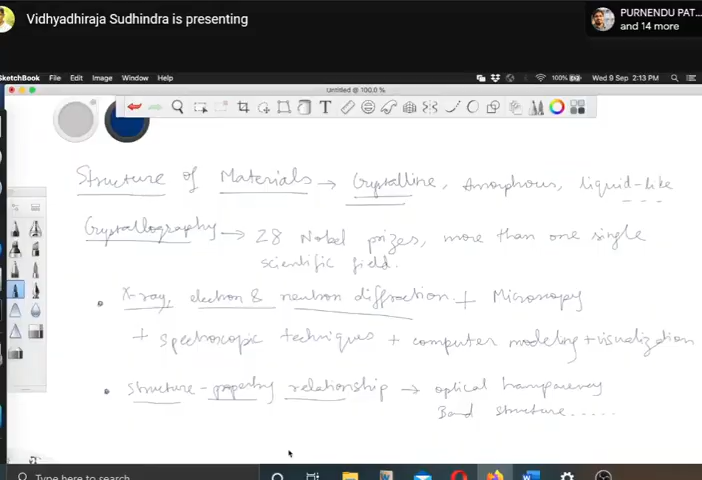 Vidhyadhiraja Sudhindra is presenting
PURNENDU PAT...
and 14 more
SketchBook File Edit Image Window Help
100% Wed 9 Sep 2:13 PM
Untitled @ 100.0 %
Structure of Materials → Crystalline, Amorphous, liquid-like
Crystallography → 28 Nobel prizes, more than one single
scientific field.
• X-ray, electron & neutron diffraction + Microscopy
+ Spectroscopic techniques + computer modeling + visualization
• Structure-property relationship → optical transparency
Band structure.....
Type here to search